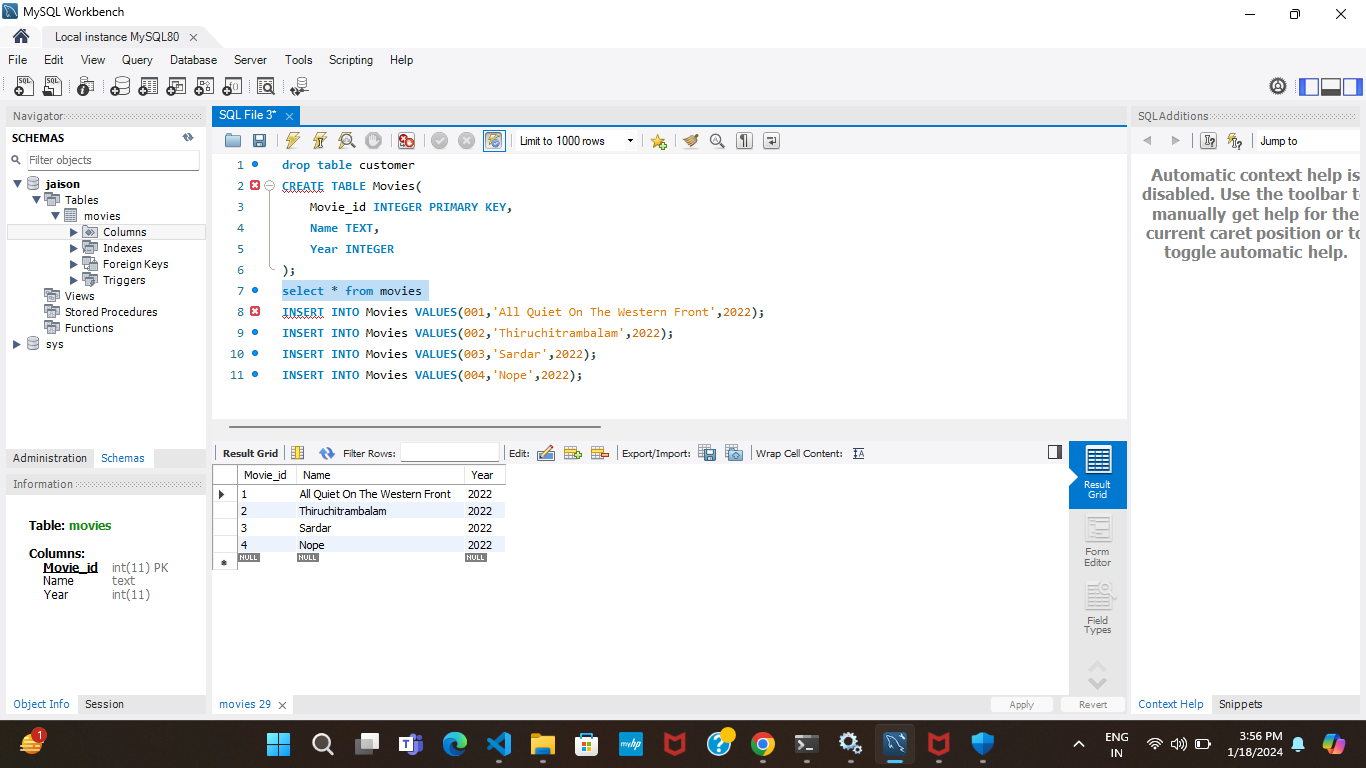 MySQL Workbench
Local instance MySQL80
File Edit View Query Database Server Tools Scripting Help
Navigator
SCHEMAS
Filter objects
jaison
Tables
movies
Columns
Indexes
Foreign Keys
Triggers
Views
Stored Procedures
Functions
sys
Administration Schemas
Information
Table: movies
Columns:
Movie_id int(11) PK
Name text
Year int(11)
Object Info Session
SQL File 3*
Limit to 1000 rows
1 drop table customer
2 CREATE TABLE Movies(
3 Movie_id INTEGER PRIMARY KEY,
4 Name TEXT,
5 Year INTEGER
6 );
7 select * from movies
8 INSERT INTO Movies VALUES(001,'All Quiet On The Western Front',2022);
9 INSERT INTO Movies VALUES(002,'Thiruchitrambalam',2022);
10 INSERT INTO Movies VALUES(003,'Sardar',2022);
11 INSERT INTO Movies VALUES(004,'Nope',2022);
Result Grid Filter Rows: Edit: Export/Import: Wrap Cell Content:
Movie_id Name Year
1 All Quiet On The Western Front 2022
2 Thiruchitrambalam 2022
3 Sardar 2022
4 Nope 2022
NULL NULL NULL
Result
Grid
Form
Editor
Field
Types
movies 29
Apply Revert
SQLAdditions
Jump to
Automatic context help is
disabled. Use the toolbar t
manually get help for the
current caret position or to
toggle automatic help.
Context Help Snippets
1
myhp
ENG
IN
3:56 PM
1/18/2024